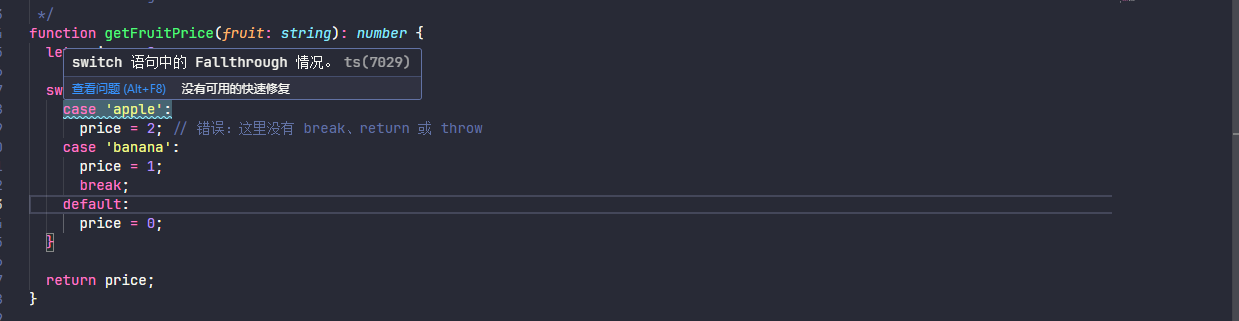 */
function getFruitPrice(fruit: string): number {
le
switch 语句中的 Fallthrough 情况。 ts(7029)
查看问题 (Alt+F8) 没有可用的快速修复
sw
case 'apple':
price = 2; // 错误：这里没有 break、return 或 throw
case 'banana':
price = 1;
break;
default:
price = 0;
}
return price;
}